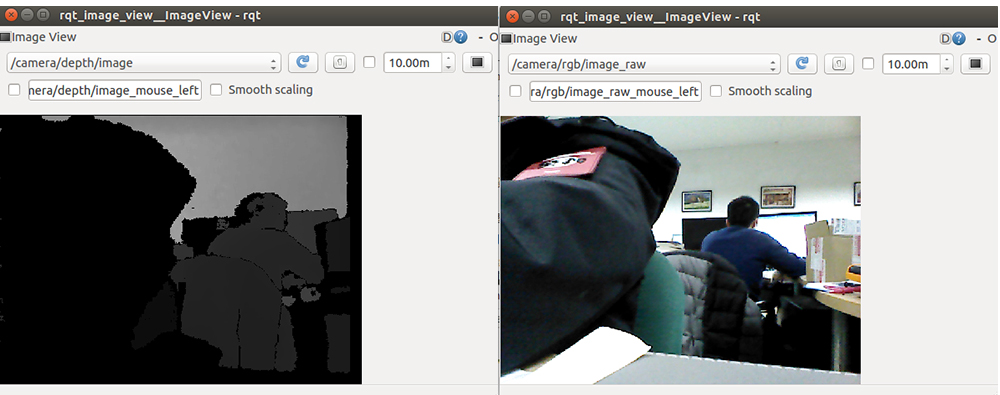 rqt_image_view__ImageView - rqt
Image View
D ? - O
/camera/depth/image
10.00m
nera/depth/image_mouse_left
Smooth scaling
rqt_image_view__ImageView - rqt
Image View
D ? - O
/camera/rgb/image_raw
10.00m
ra/rgb/image_raw_mouse_left
Smooth scaling